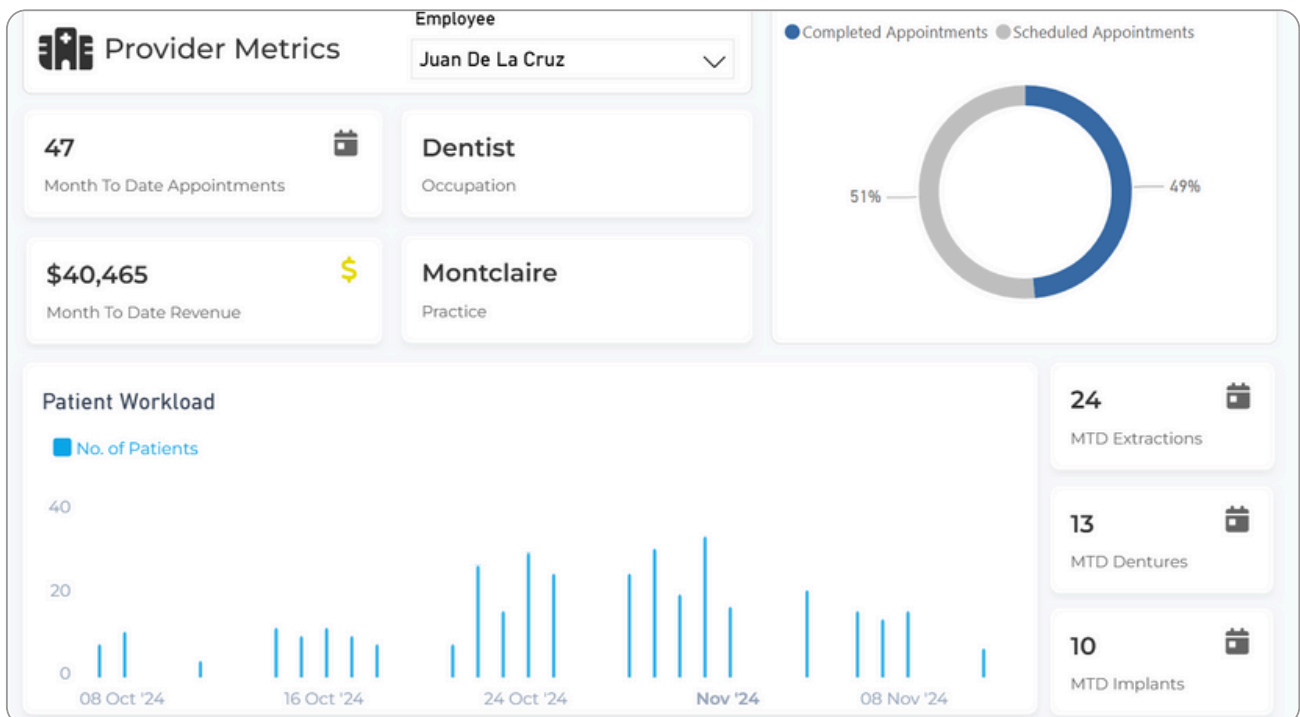 Provider Metrics
Employee
Juan De La Cruz
Completed Appointments Scheduled Appointments
47
Month To Date Appointments
Dentist
Occupation
51%
49%
$40,465
$
Month To Date Revenue
Montclaire
Practice
Patient Workload
No. of Patients
40
20
0
08 Oct '24
16 Oct '24
24 Oct '24
Nov '24
08 Nov '24
24
MTD Extractions
13
MTD Dentures
10
MTD Implants